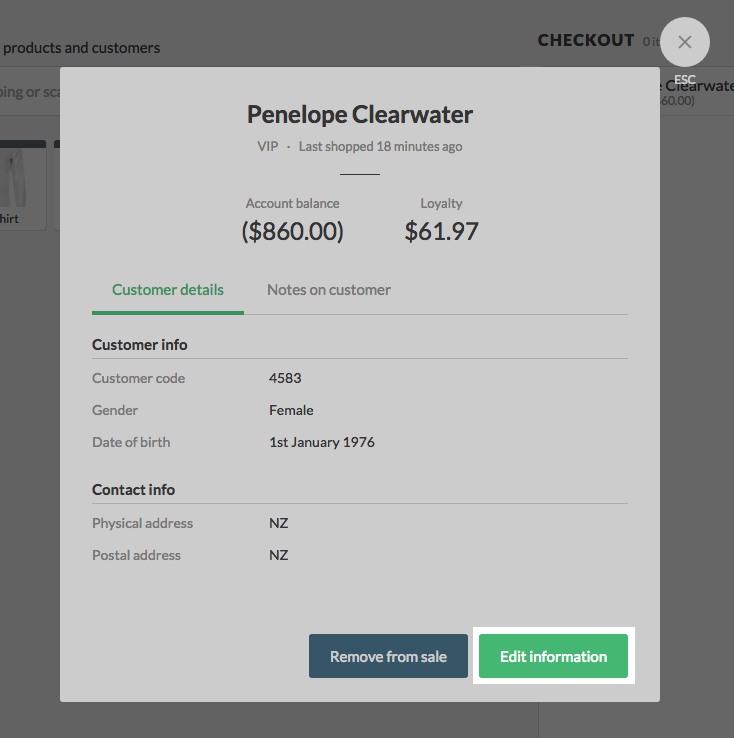 products and customers
CHECKOUT 0 it
ESC
ping or sca
Clearwate
60.00)
hirt
Penelope Clearwater
VIP · Last shopped 18 minutes ago
Account balance Loyalty
($860.00) $61.97
Customer details Notes on customer
Customer info
Customer code 4583
Gender Female
Date of birth 1st January 1976
Contact info
Physical address NZ
Postal address NZ
Remove from sale Edit information